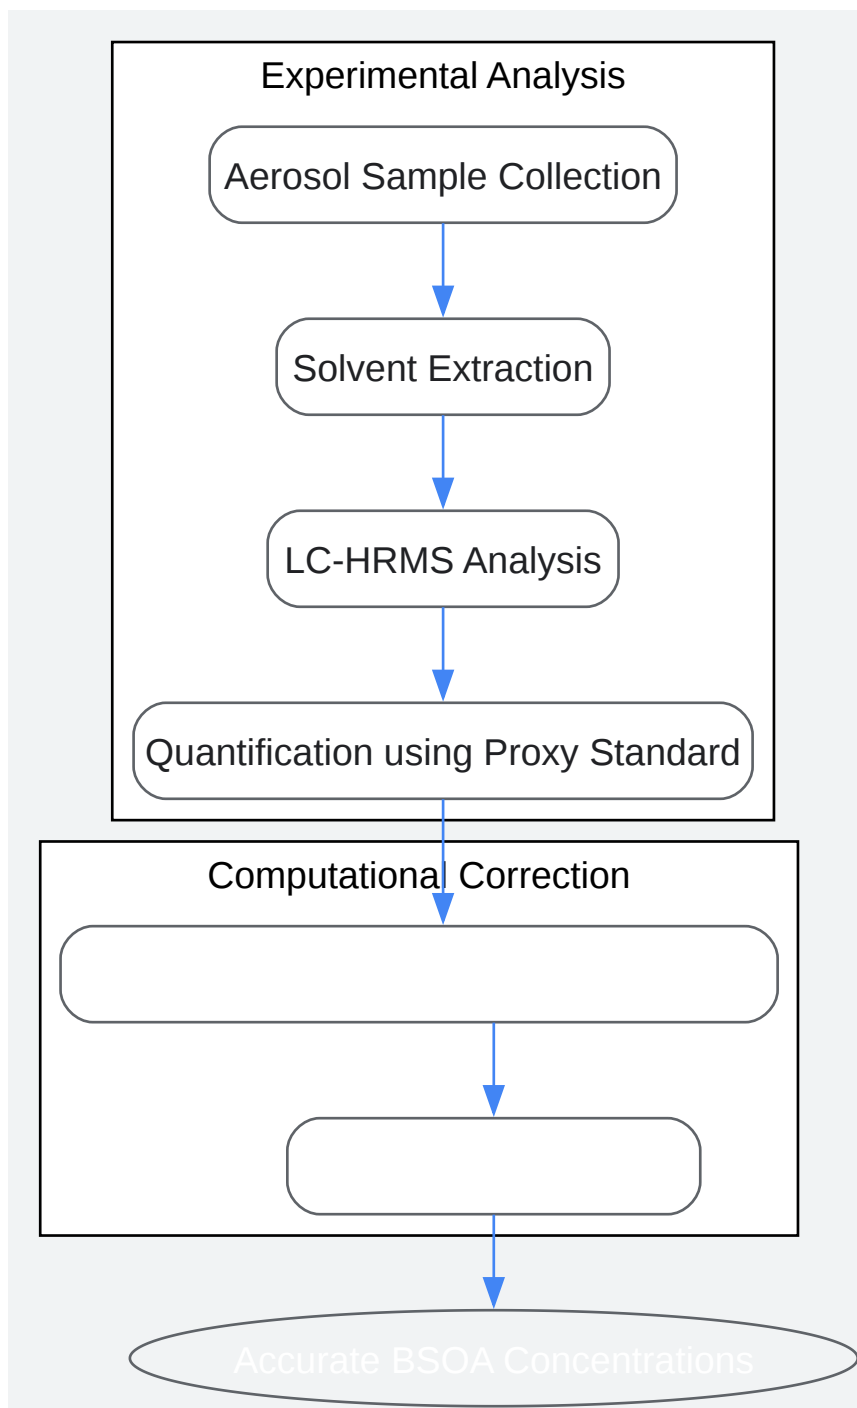 Experimental Analysis
Aerosol Sample Collection
Solvent Extraction
LC-HRMS Analysis
Quantification using Proxy Standard
Computational Correction
Accurate BSOA Concentrations